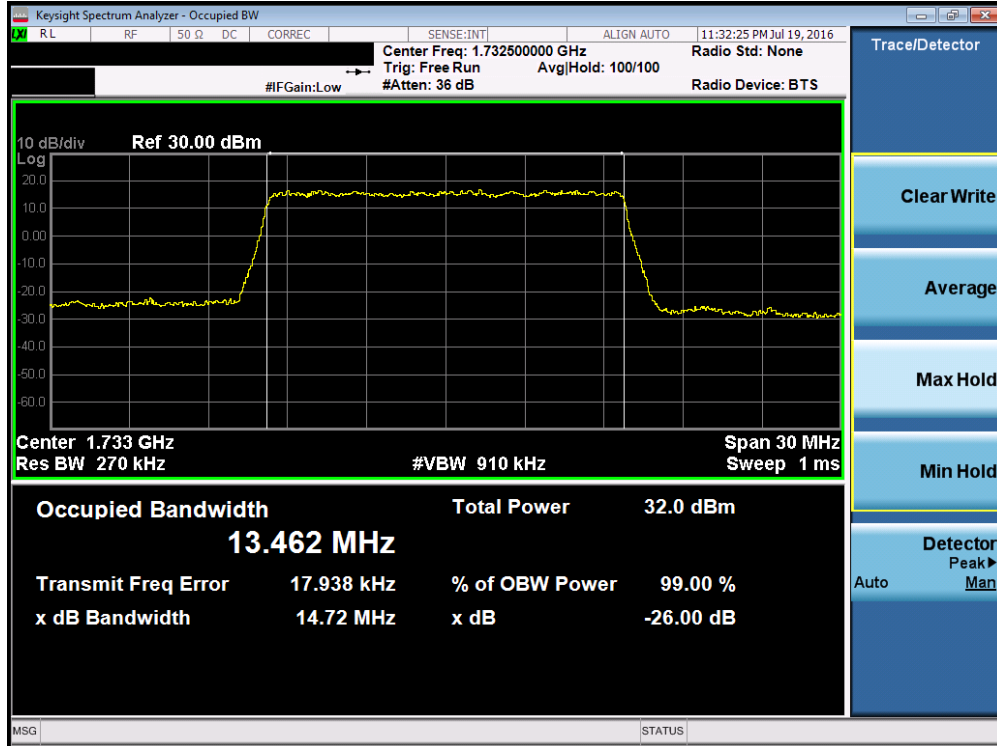 Keysight Spectrum Analyzer - Occupied BW
LXI RL RF 50 Ω DC CORREC SENSE:INT ALIGN AUTO 11:32:25 PM Jul 19, 2016
Center Freq: 1.732500000 GHz Radio Std: None
Trig: Free Run Avg|Hold: 100/100
#IFGain:Low #Atten: 36 dB Radio Device: BTS
10 dB/div Ref 30.00 dBm
Log
20.0
10.0
0.00
-10.0
-20.0
-30.0
-40.0
-50.0
-60.0
Center 1.733 GHz Span 30 MHz
Res BW 270 kHz #VBW 910 kHz Sweep 1 ms
Occupied Bandwidth Total Power 32.0 dBm
13.462 MHz
Transmit Freq Error 17.938 kHz % of OBW Power 99.00 %
x dB Bandwidth 14.72 MHz x dB -26.00 dB
Trace/Detector
Clear Write
Average
Max Hold
Min Hold
Detector
Peak▶
Auto Man
MSG STATUS